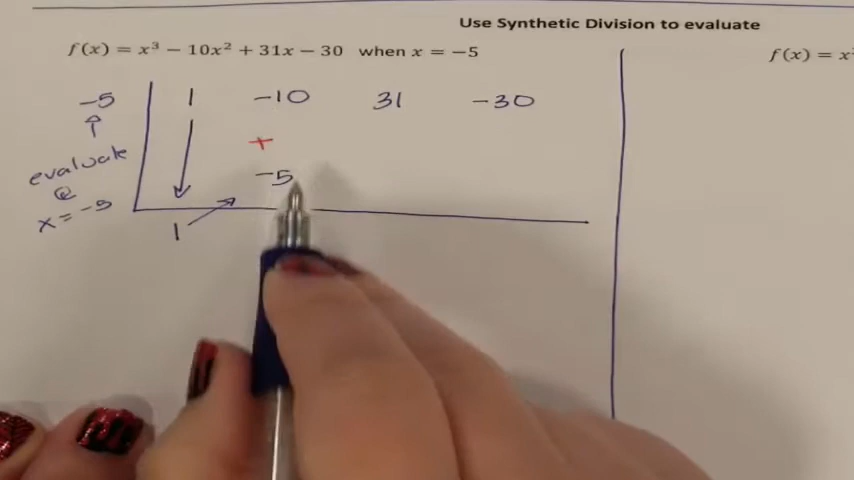 Use Synthetic Division to evaluate
f(x) = x³ − 10x² + 31x − 30 when x = −5
f(x) = x
-5 1 -10 31 -30
evaluate
@
x = -5
+
-5
1